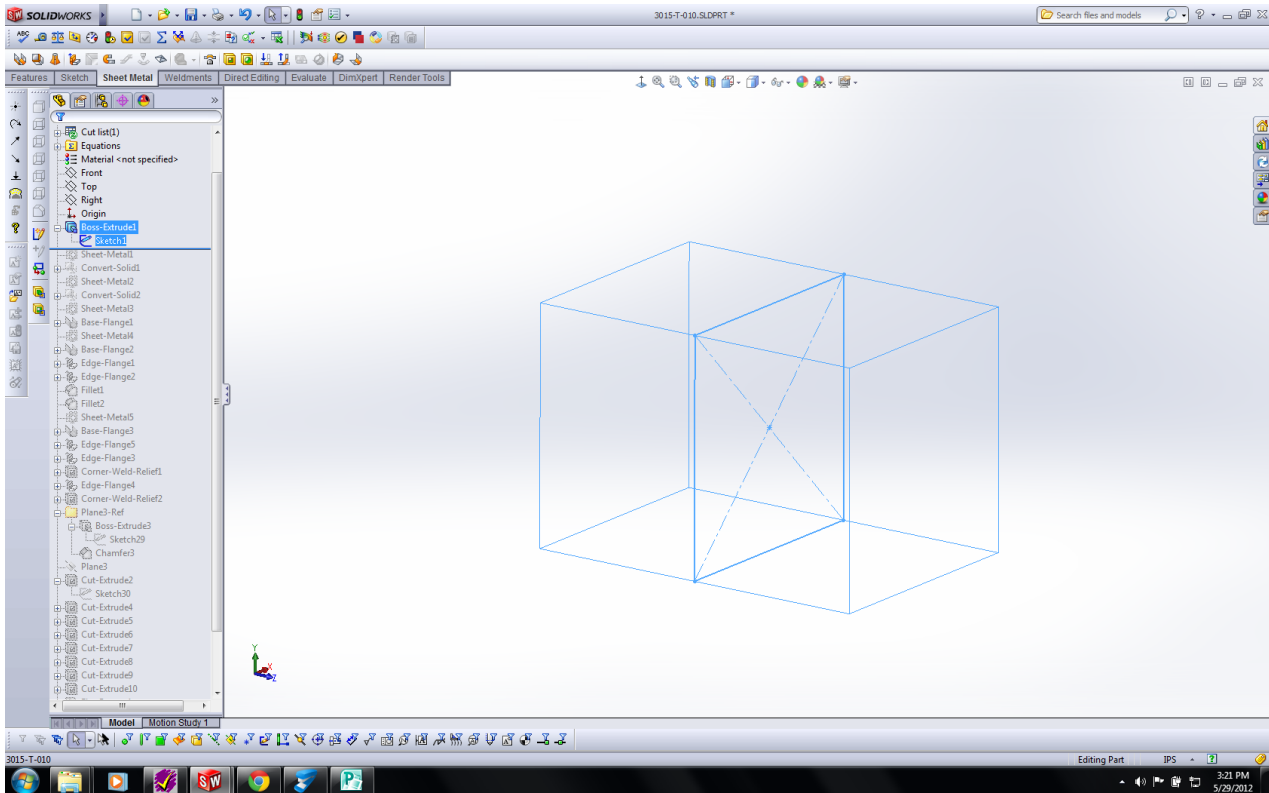 SOLIDWORKS 3015-T-010.SLDPRT * Search files and models
Features Sketch Sheet Metal Weldments Direct Editing Evaluate DimXpert Render Tools
Cut list(1)
Equations
Material <not specified>
Front
Top
Right
Origin
Boss-Extrude1
Sketch1
Sheet-Metal1
Convert-Solid1
Sheet-Metal2
Convert-Solid2
Sheet-Metal3
Base-Flange1
Sheet-Metal4
Base-Flange2
Edge-Flange1
Edge-Flange2
Fillet1
Fillet2
Sheet-Metal5
Base-Flange3
Edge-Flange5
Edge-Flange3
Corner-Weld-Relief1
Edge-Flange4
Corner-Weld-Relief2
Plane3-Ref
Boss-Extrude3
Sketch29
Chamfer3
Plane3
Cut-Extrude2
Sketch30
Cut-Extrude4
Cut-Extrude5
Cut-Extrude6
Cut-Extrude7
Cut-Extrude8
Cut-Extrude9
Cut-Extrude10
Y
X
Z
Model Motion Study 1
3015-T-010 Editing Part IPS
3:21 PM
5/29/2012